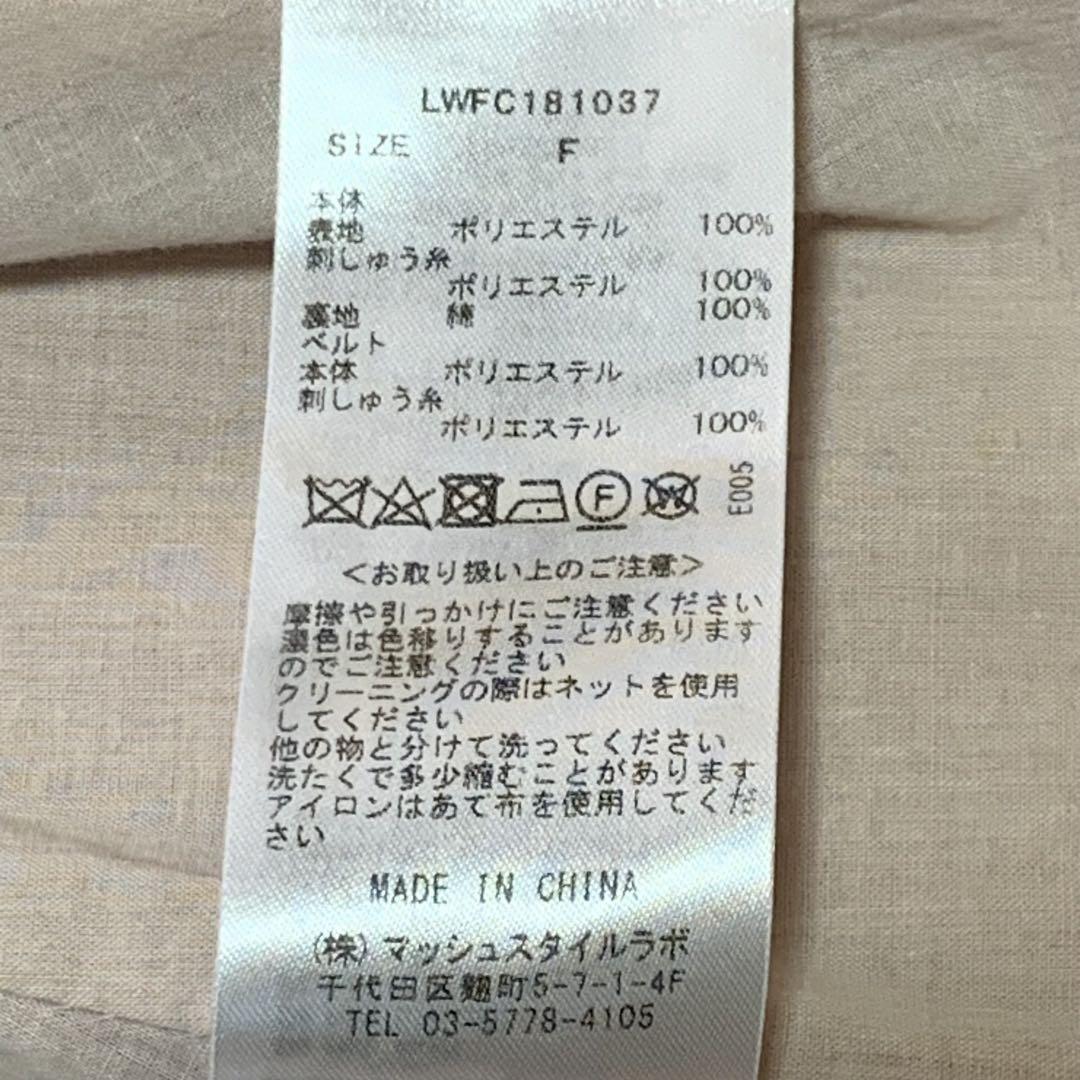 LWFC181037
SIZE F
本体
表地 ポリエステル 100%
刺しゅう糸
ポリエステル 100%
裏地 綿 100%
ベルト
本体 ポリエステル 100%
刺しゅう糸
ポリエステル 100%
F
W
E005
<お取り扱い上のご注意>
摩擦や引っかけにご注意ください
濃色は色移りすることがあります
のでご注意ください
クリーニングの際はネットを使用
してください
他の物と分けて洗ってください
洗たくで多少縮むことがあります
アイロンはあて布を使用してくだ
さい
MADE IN CHINA
(株)マッシュスタイルラボ
千代田区麹町5-7-1-4F
TEL 03-5778-4105